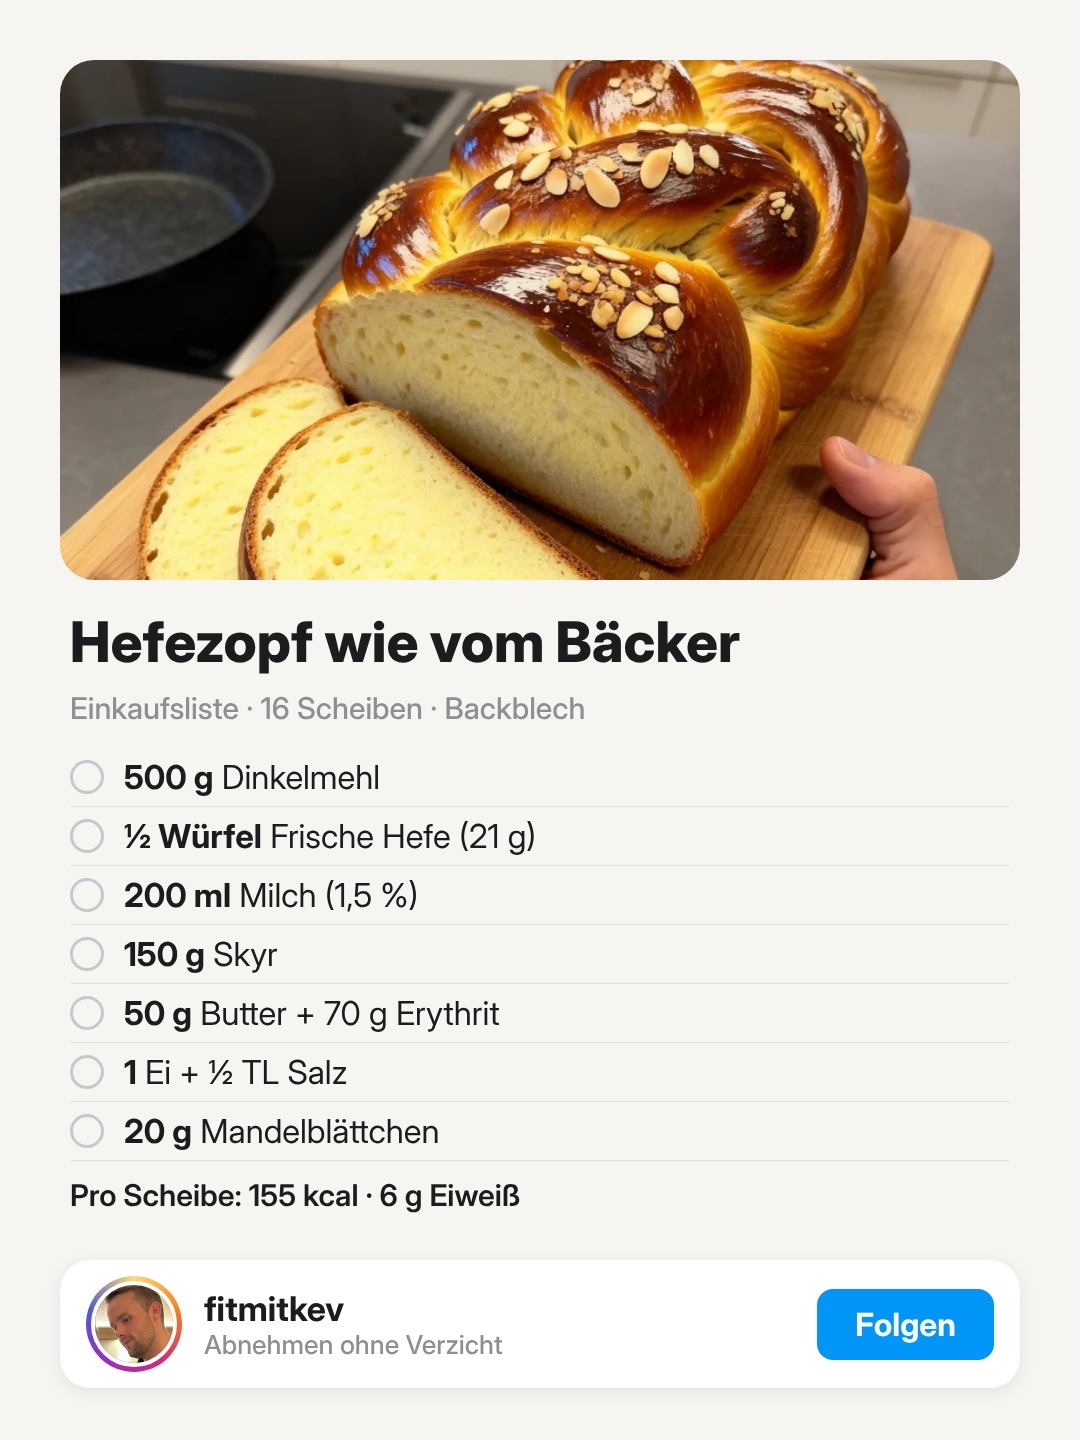 Hefezopf wie vom Bäcker
Einkaufsliste · 16 Scheiben · Backblech
500 g Dinkelmehl
½ Würfel Frische Hefe (21 g)
200 ml Milch (1,5 %)
150 g Skyr
50 g Butter + 70 g Erythrit
1 Ei + ½ TL Salz
20 g Mandelblättchen
Pro Scheibe: 155 kcal · 6 g Eiweiß
fitmitkev
Abnehmen ohne Verzicht
Folgen